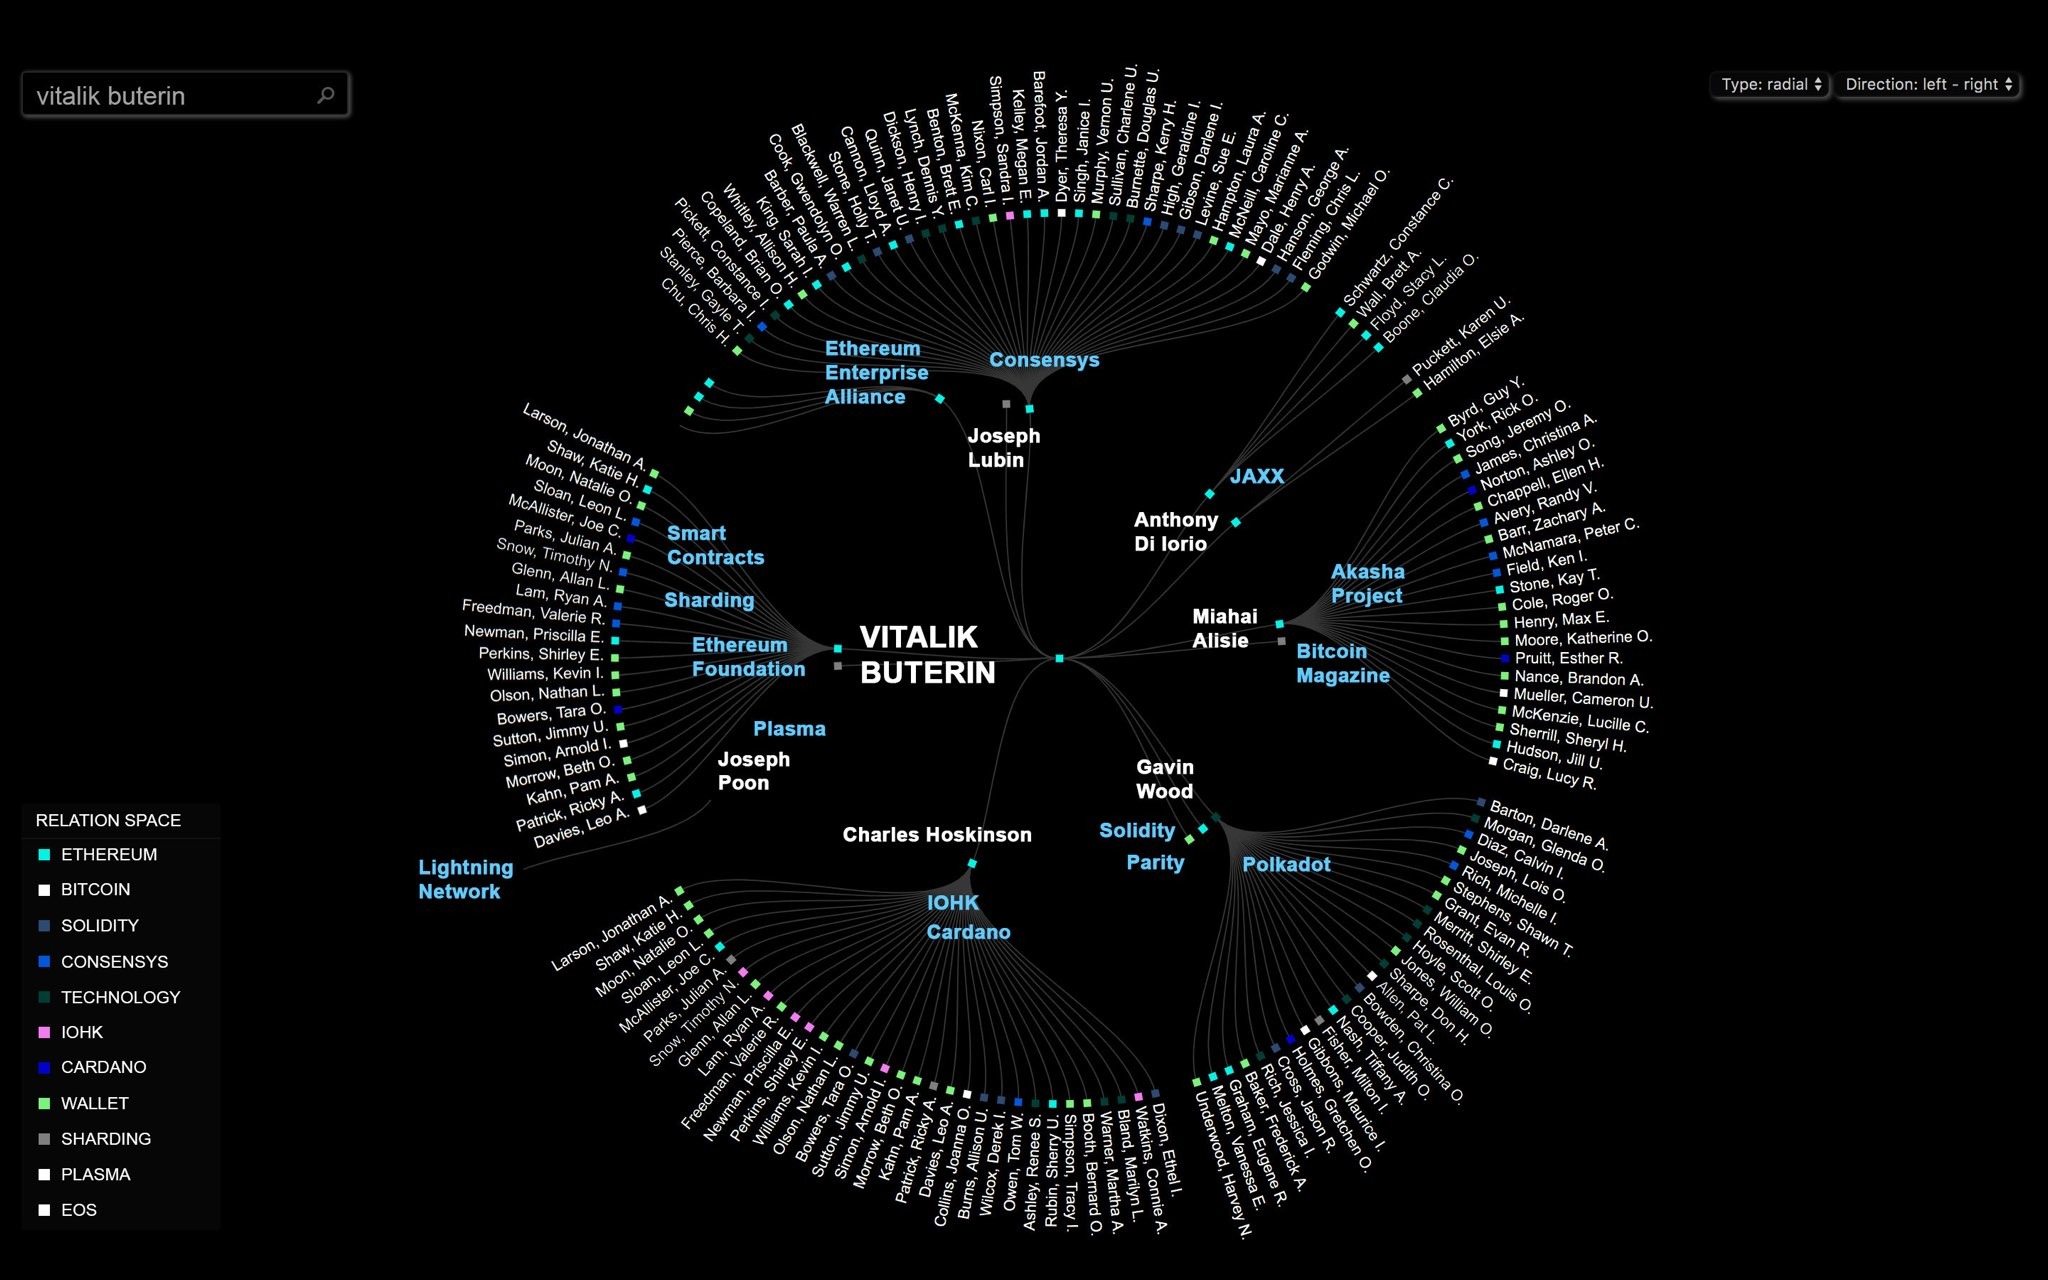 vitalik buterin
Type: radial
Direction: left - right
Chu, Chris H.
Stanley, Gayle T.
Pierce, Barbara I.
Pickett, Constance I.
Copeland, Brian O.
Whitley, Allison H.
King, Sarah I.
Barber, Paula A.
Cook, Gwendolyn O.
Blackwell, Warren L.
Stone, Holly T.
Cannon, Lloyd A.
Quinn, Janet U.
Dickson, Henry I.
Lynch, Dennis Y.
Benton, Brett E.
McKenna, Kim C.
Nixon, Carl I.
Simpson, Sandra I.
Kelley, Megan E.
Barefoot, Jordan A.
Dyer, Theresa Y.
Singh, Janice I.
Murphy, Vernon U.
Sullivan, Charlene U.
Burnette, Douglas U.
Sharpe, Kerry H.
High, Geraldine I.
Gibson, Darlene I.
Levine, Sue E.
Hampton, Laura A.
McNeill, Caroline C.
Mayo, Marianne A.
Dale, Henry A.
Hanson, George A.
Fleming, Chris L.
Godwin, Michael O.
Schwartz, Constance C.
Wall, Brett A.
Floyd, Stacy L.
Boone, Claudia O.
Puckett, Karen U.
Hamilton, Elsie A.
Ethereum
Enterprise
Alliance
Consensys
Joseph
Lubin
JAXX
Anthony
Di Iorio
Byrd, Guy Y.
York, Rick O.
Song, Jeremy O.
James, Christina A.
Norton, Ashley O.
Chappell, Ellen H.
Avery, Randy V.
Barr, Zachary A.
McNamara, Peter C.
Field, Ken I.
Stone, Kay T.
Cole, Roger O.
Henry, Max E.
Moore, Katherine O.
Pruitt, Esther R.
Nance, Brandon A.
Mueller, Cameron U.
McKenzie, Lucille C.
Sherrill, Sheryl H.
Hudson, Jill U.
Craig, Lucy R.
Akasha
Project
Miahai
Alisie
Bitcoin
Magazine
Larson, Jonathan A.
Shaw, Katie H.
Moon, Natalie O.
Sloan, Leon L.
McAllister, Joe C.
Parks, Julian A.
Snow, Timothy N.
Glenn, Allan L.
Lam, Ryan A.
Freedman, Valerie R.
Newman, Priscilla E.
Perkins, Shirley E.
Williams, Kevin I.
Olson, Nathan L.
Bowers, Tara O.
Sutton, Jimmy U.
Simon, Arnold I.
Morrow, Beth O.
Kahn, Pam A.
Patrick, Ricky A.
Davies, Leo A.
Smart
Contracts
Sharding
Ethereum
Foundation
VITALIK
BUTERIN
Plasma
Joseph
Poon
Lightning
Network
Charles Hoskinson
IOHK
Cardano
Gavin
Wood
Solidity
Parity
Polkadot
Barton, Darlene A.
Morgan, Glenda O.
Diaz, Calvin I.
Joseph, Lois O.
Rich, Michelle I.
Stephens, Shawn T.
Grant, Evan R.
Merritt, Shirley E.
Rosenthal, Louis O.
Hoyle, Scott O.
Jones, William O.
Sharpe, Don H.
Allen, Pat L.
Bowden, Christina O.
Cooper, Judith O.
Nash, Tiffany A.
Fisher, Milton I.
Gibbons, Maurice I.
Holmes, Gretchen O.
Cross, Jason R.
Rich, Jessica I.
Baker, Frederick A.
Graham, Eugene R.
Melton, Vanessa E.
Underwood, Harvey N.
Larson, Jonathan A.
Shaw, Katie H.
Moon, Natalie O.
Sloan, Leon L.
McAllister, Joe C.
Parks, Julian A.
Snow, Timothy N.
Glenn, Allan L.
Lam, Ryan A.
Freedman, Valerie R.
Newman, Priscilla E.
Perkins, Shirley E.
Williams, Kevin I.
Olson, Nathan L.
Bowers, Tara O.
Sutton, Jimmy U.
Simon, Arnold I.
Morrow, Beth O.
Kahn, Pam A.
Patrick, Ricky A.
Davies, Leo A.
Collins, Joanna O.
Burns, Allison U.
Wilcox, Derek I.
Owen, Tom W.
Ashley, Renee S.
Rubin, Sherry U.
Simpson, Tracy I.
Booth, Bernard O.
Warner, Martha A.
Bland, Marilyn L.
Watkins, Connie A.
Dixon, Ethel I.
RELATION SPACE
ETHEREUM
BITCOIN
SOLIDITY
CONSENSYS
TECHNOLOGY
IOHK
CARDANO
WALLET
SHARDING
PLASMA
EOS